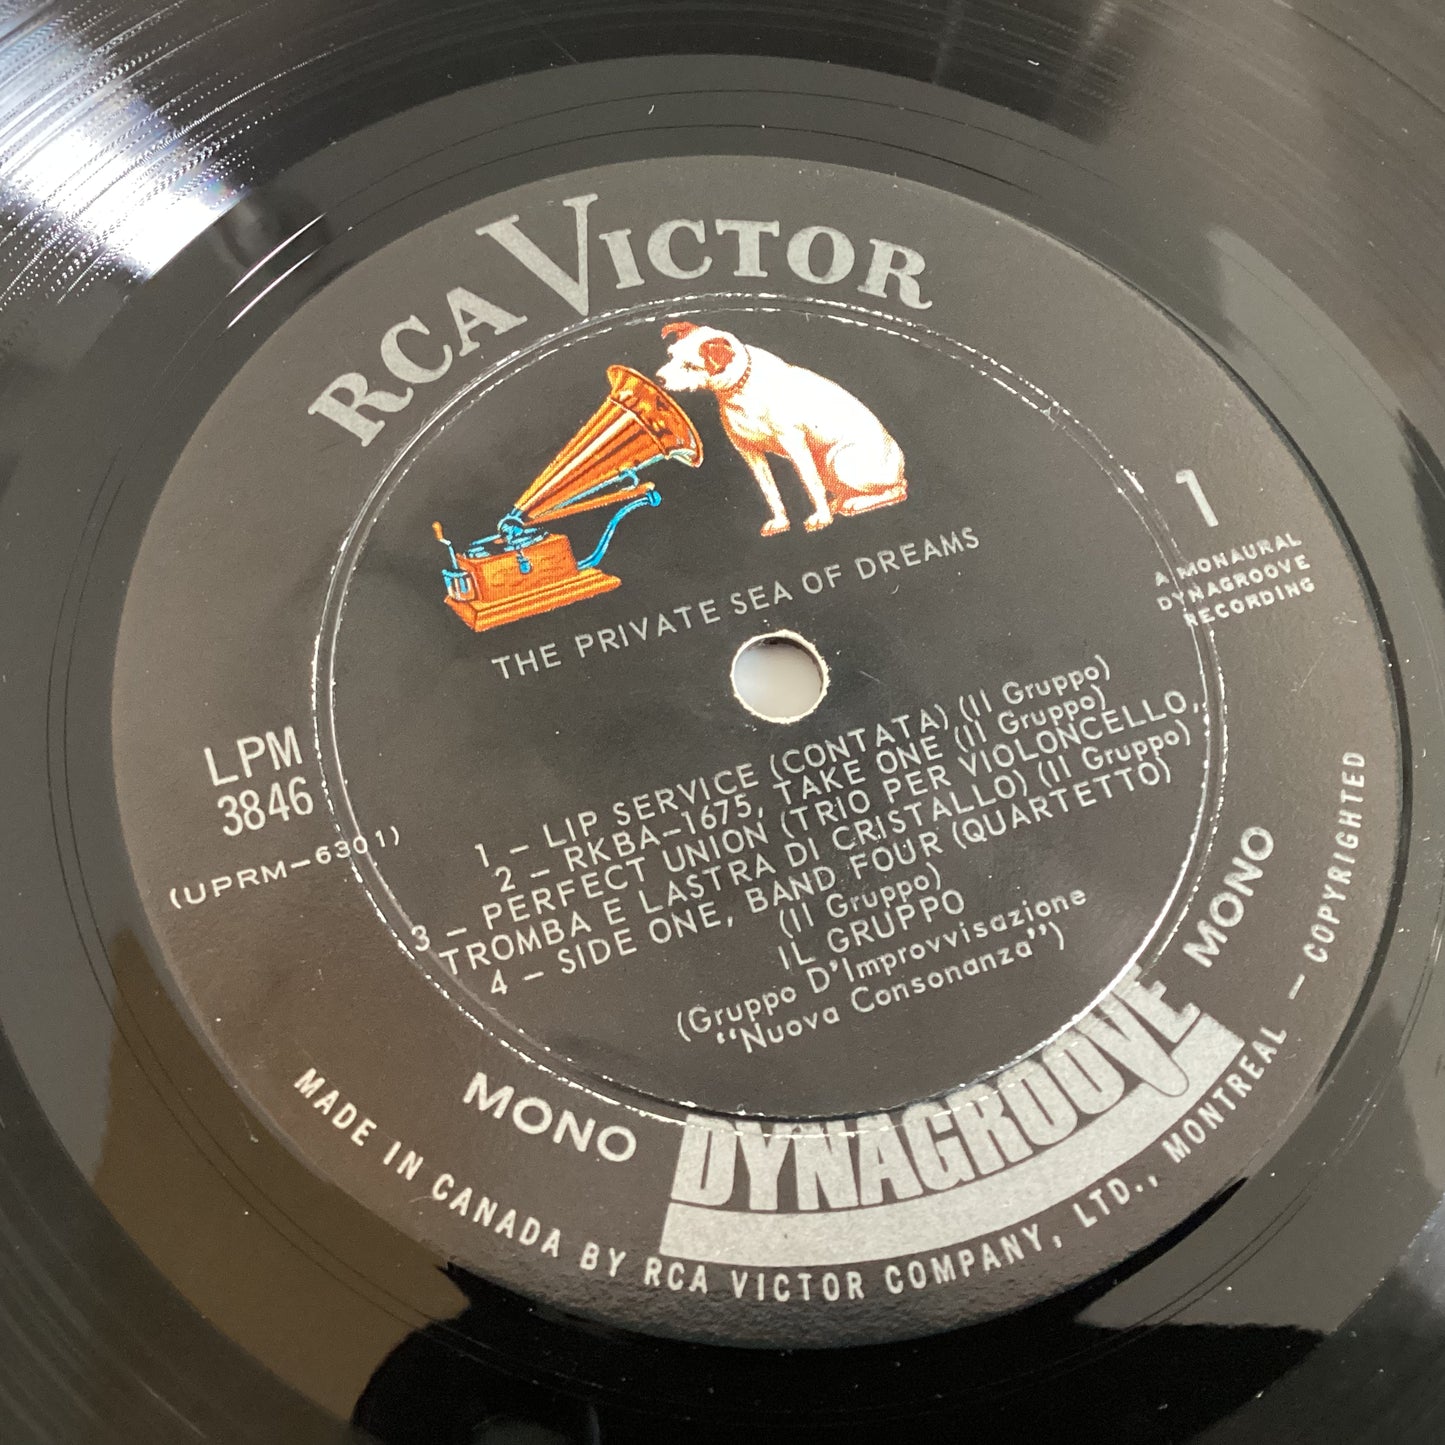 RCA VICTOR
THE PRIVATE SEA OF DREAMS
1
A MONAURAL
DYNAGROOVE
RECORDING
LPM
3846
(UPRM-6301)
1 - LIP SERVICE (CONTATA) (Il Gruppo)
2 - RKBA-1675, TAKE ONE (Il Gruppo)
3 - PERFECT UNION (TRIO PER VIOLONCELLO,
TROMBA E LASTRA DI CRISTALLO) (Il Gruppo)
4 - SIDE ONE, BAND FOUR (QUARTETTO)
(Il Gruppo)
IL GRUPPO
(Gruppo D'Improvvisazione
"Nuova Consonanza")
MONO DYNAGROOVE MONO
MADE IN CANADA BY RCA VICTOR COMPANY, LTD., MONTREAL - COPYRIGHTED